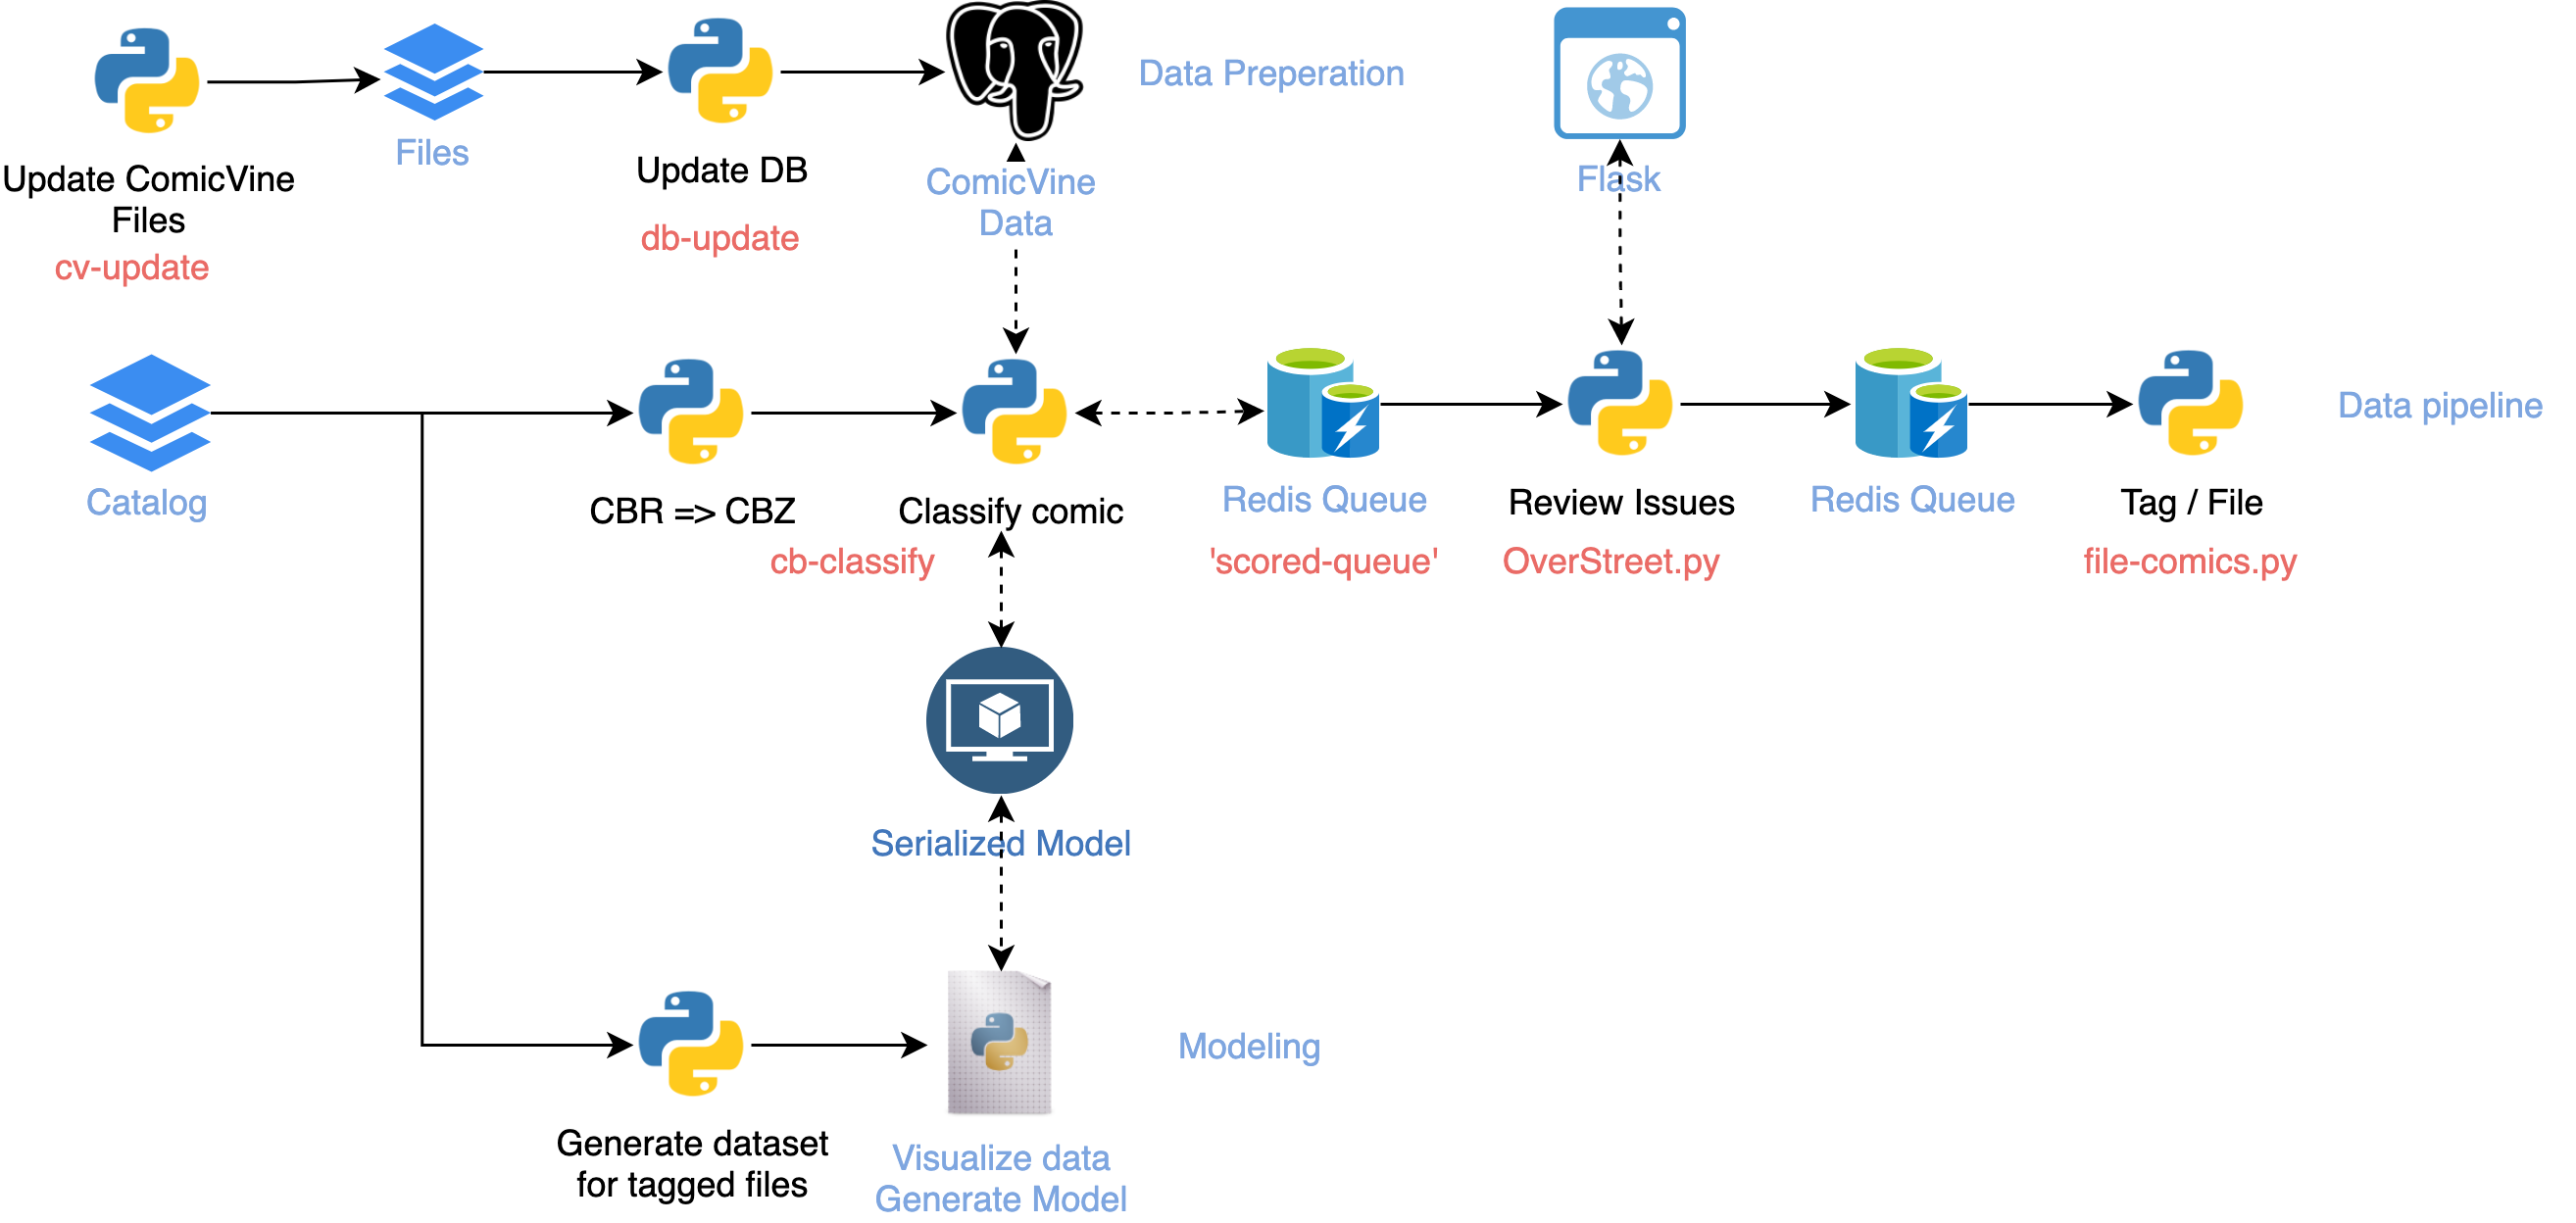 Data Preperation
Files
Update DB
Update ComicVine
Files
cv-update
db-update
ComicVine
Data
Flask
Data pipeline
Catalog
CBR => CBZ
Classify comic
cb-classify
Redis Queue
'scored-queue'
Review Issues
OverStreet.py
Redis Queue
Tag / File
file-comics.py
Serialized Model
Modeling
Generate dataset
for tagged files
Visualize data
Generate Model